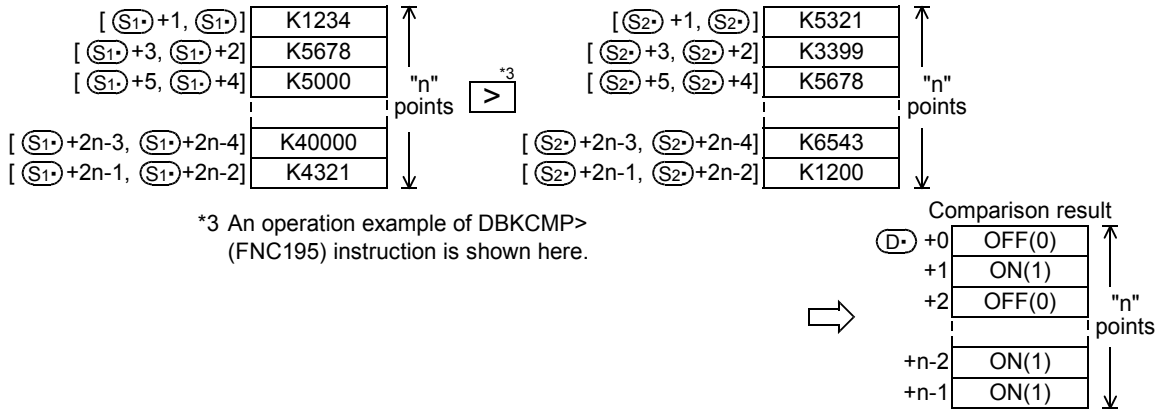 [ (S1·)+1, (S1·)] K1234
[ (S1·)+3, (S1·)+2] K5678
[ (S1·)+5, (S1·)+4] K5000
[ (S1·)+2n-3, (S1·)+2n-4] K40000
[ (S1·)+2n-1, (S1·)+2n-2] K4321
"n"
points
*3
>
[ (S2·)+1, (S2·)] K5321
[ (S2·)+3, (S2·)+2] K3399
[ (S2·)+5, (S2·)+4] K5678
[ (S2·)+2n-3, (S2·)+2n-4] K6543
[ (S2·)+2n-1, (S2·)+2n-2] K1200
"n"
points
*3 An operation example of DBKCMP>
(FNC195) instruction is shown here.
Comparison result
(D·) +0 OFF(0)
+1 ON(1)
+2 OFF(0)
+n-2 ON(1)
+n-1 ON(1)
"n"
points